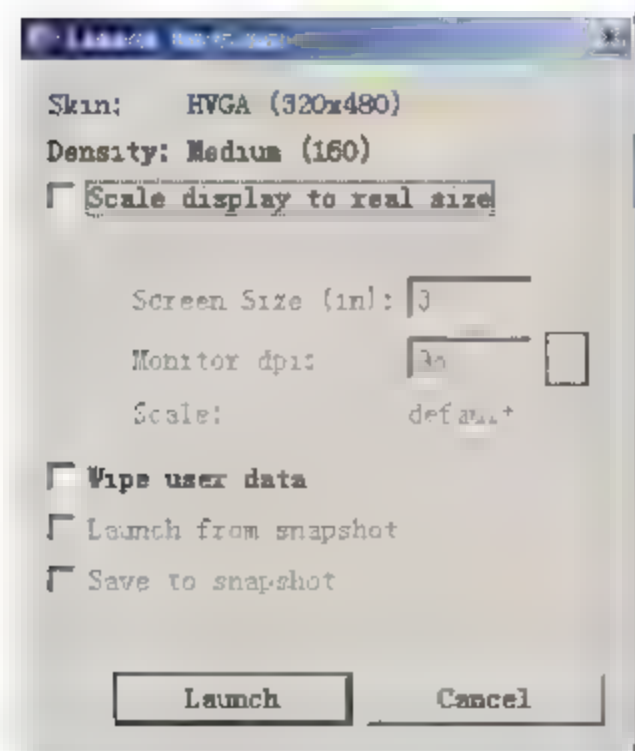 Skin: HVGA (320x480)
Density: Medium (160)
Scale display to real size
Screen Size (in): 3
Monitor dpi:
Scale: default
Wipe user data
Launch from snapshot
Save to snapshot
Launch Cancel